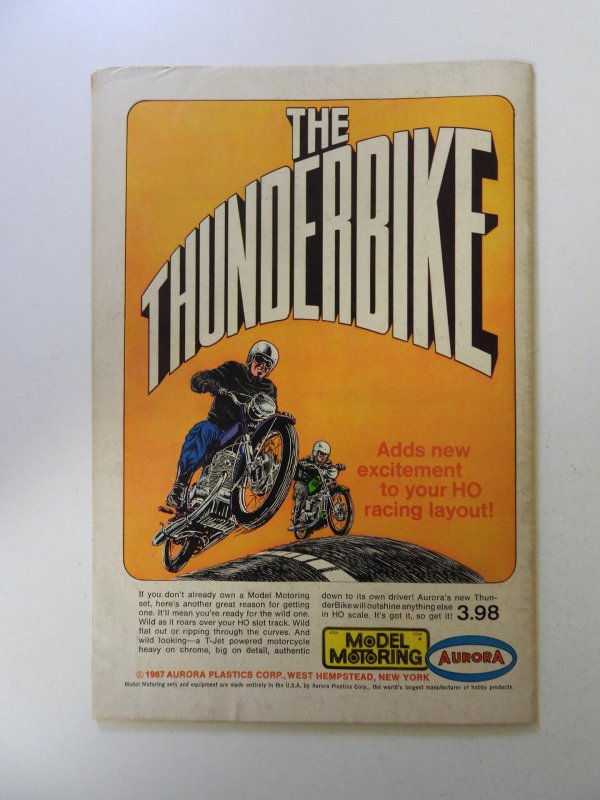 THE
THUNDERBIKE
Adds new
excitement
to your HO
racing layout!
If you don't already own a Model Motoring
set, here's another great reason for getting
one. It'll mean you're ready for the wild one.
Wild as it roars over your HO slot track. Wild
flat out or ripping through the curves. And
wild looking—a T-Jet powered motorcycle
heavy on chrome, big on detail, authentic
down to its own driver! Aurora's new Thun-
derBike will outshine anything else
in HO scale. It's got it, so get it! 3.98
MODEL
MOTORING
AURORA
© 1967 AURORA PLASTICS CORP., WEST HEMPSTEAD, NEW YORK
Model Motoring sets and equipment are made entirely in the U.S.A. by Aurora Plastics Corp., the world's largest manufacturer of hobby products.